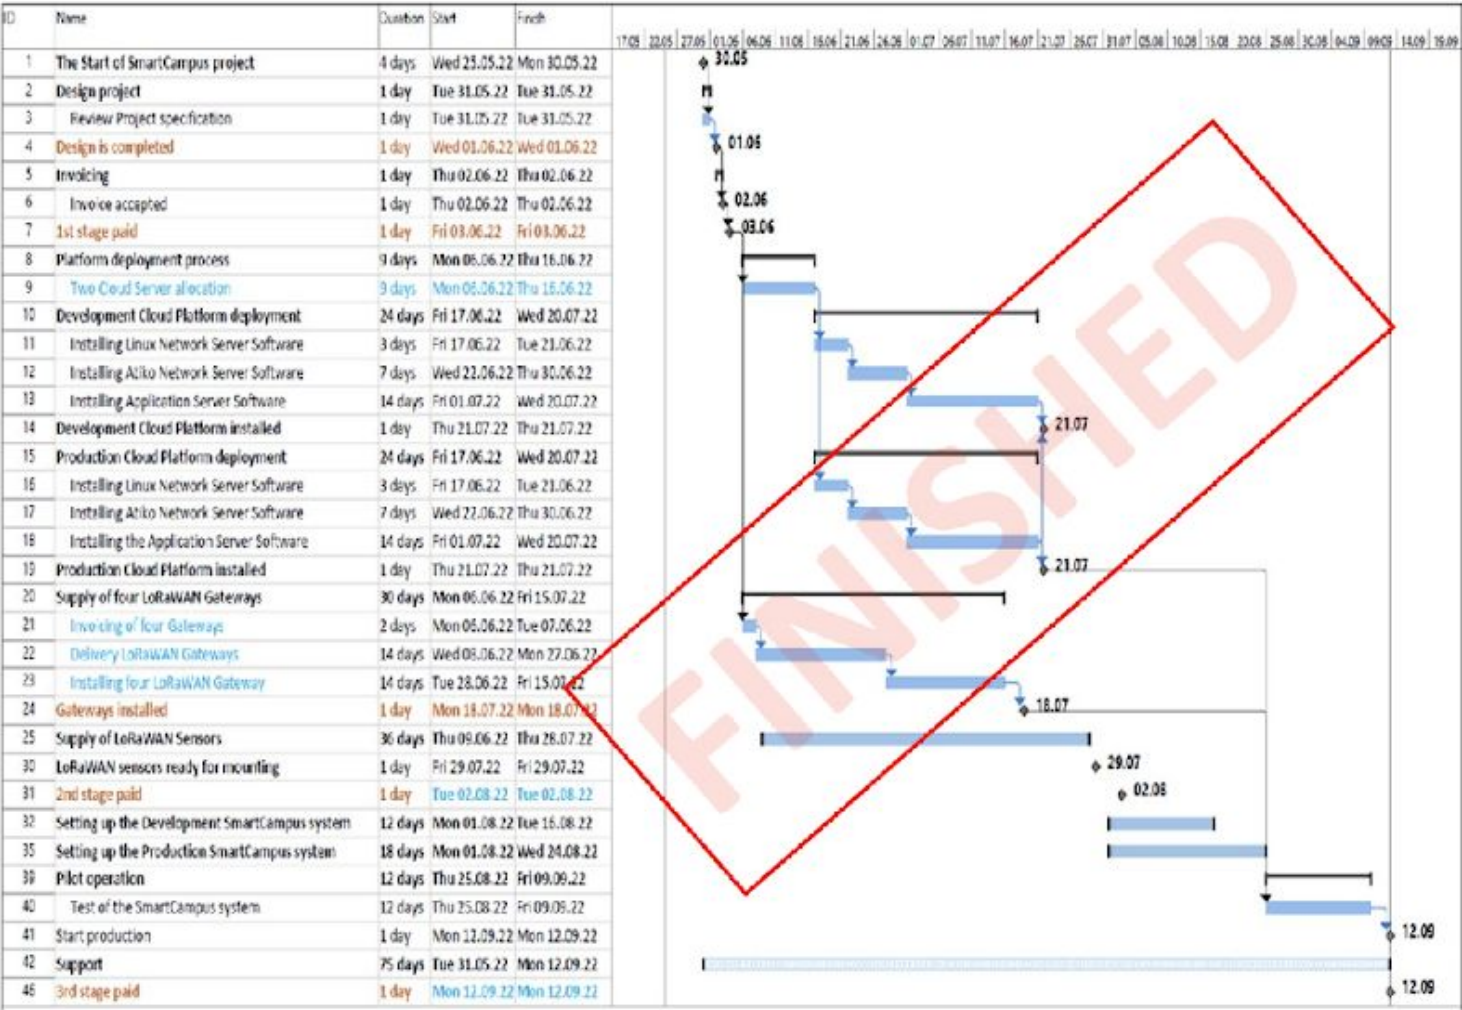 ID Name Duration Start Finish
17.05 22.05 27.05 01.06 06.06 11.06 16.06 21.06 26.06 01.07 06.07 11.07 16.07 21.07 26.07 31.07 05.08 10.08 15.08 20.08 25.08 30.08 04.09 09.09 14.09 19.09
1 The Start of SmartCampus project 4 days Wed 25.05.22 Mon 30.05.22 30.05
2 Design project 1 day Tue 31.05.22 Tue 31.05.22
3 Review Project specification 1 day Tue 31.05.22 Tue 31.05.22
4 Design is completed 1 day Wed 01.06.22 Wed 01.06.22 01.06
5 Invoicing 1 day Thu 02.06.22 Thu 02.06.22
6 Invoice accepted 1 day Thu 02.06.22 Thu 02.06.22 02.06
7 1st stage paid 1 day Fri 03.06.22 Fri 03.06.22 03.06
8 Platform deployment process 9 days Mon 06.06.22 Thu 16.06.22
9 Two Cloud Server allocation 9 days Mon 06.06.22 Thu 16.06.22
10 Development Cloud Platform deployment 24 days Fri 17.06.22 Wed 20.07.22
11 Installing Linux Network Server Software 3 days Fri 17.06.22 Tue 21.06.22
12 Installing Atiko Network Server Software 7 days Wed 22.06.22 Thu 30.06.22
13 Installing Application Server Software 14 days Fri 01.07.22 Wed 20.07.22
14 Development Cloud Platform installed 1 day Thu 21.07.22 Thu 21.07.22 21.07
15 Production Cloud Platform deployment 24 days Fri 17.06.22 Wed 20.07.22
16 Installing Linux Network Server Software 3 days Fri 17.06.22 Tue 21.06.22
17 Installing Atiko Network Server Software 7 days Wed 22.06.22 Thu 30.06.22
18 Installing the Application Server Software 14 days Fri 01.07.22 Wed 20.07.22
19 Production Cloud Platform installed 1 day Thu 21.07.22 Thu 21.07.22 21.07
20 Supply of four LoRaWAN Gateways 30 days Mon 06.06.22 Fri 15.07.22
21 Invoicing of four Gateways 2 days Mon 06.06.22 Tue 07.06.22
22 Delivery LoRaWAN Gateways 14 days Wed 08.06.22 Mon 27.06.22
23 Installing four LoRaWAN Gateway 14 days Tue 28.06.22 Fri 15.07.22
24 Gateways installed 1 day Mon 18.07.22 Mon 18.07.22 18.07
25 Supply of LoRaWAN Sensors 36 days Thu 09.06.22 Thu 28.07.22
30 LoRaWAN sensors ready for mounting 1 day Fri 29.07.22 Fri 29.07.22 29.07
31 2nd stage paid 1 day Tue 02.08.22 Tue 02.08.22 02.08
32 Setting up the Development SmartCampus system 12 days Mon 01.08.22 Tue 16.08.22
35 Setting up the Production SmartCampus system 18 days Mon 01.08.22 Wed 24.08.22
39 Pilot operation 12 days Thu 25.08.22 Fri 09.09.22
40 Test of the SmartCampus system 12 days Thu 25.08.22 Fri 09.09.22
41 Start production 1 day Mon 12.09.22 Mon 12.09.22 12.09
42 Support 75 days Tue 31.05.22 Mon 12.09.22
46 3rd stage paid 1 day Mon 12.09.22 Mon 12.09.22 12.09
FINISHED